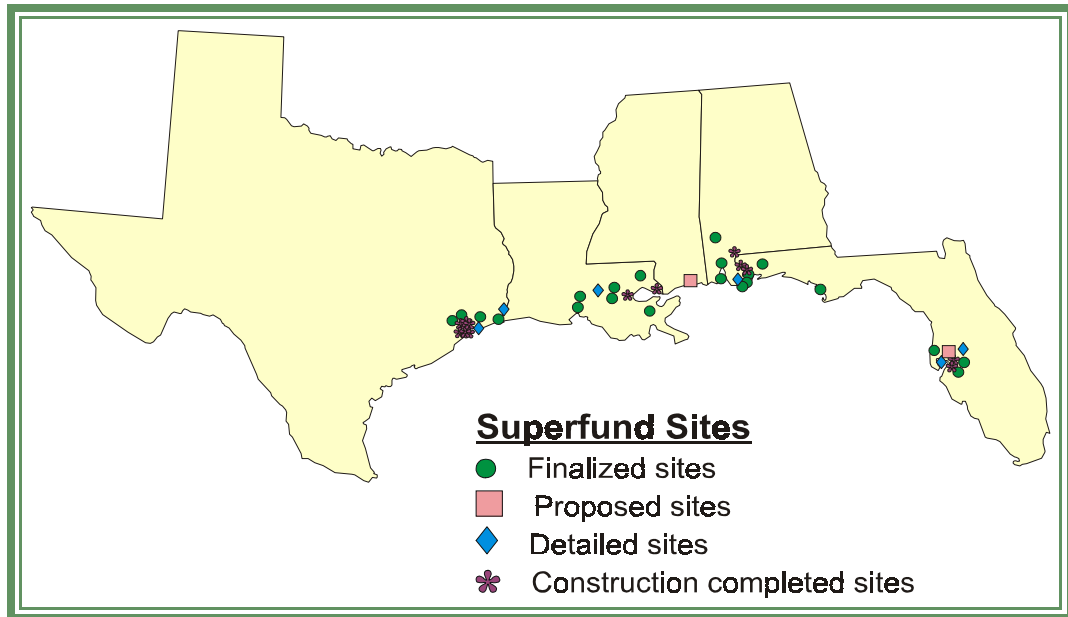 Superfund Sites
Finalized sites
Proposed sites
Detailed sites
Construction completed sites